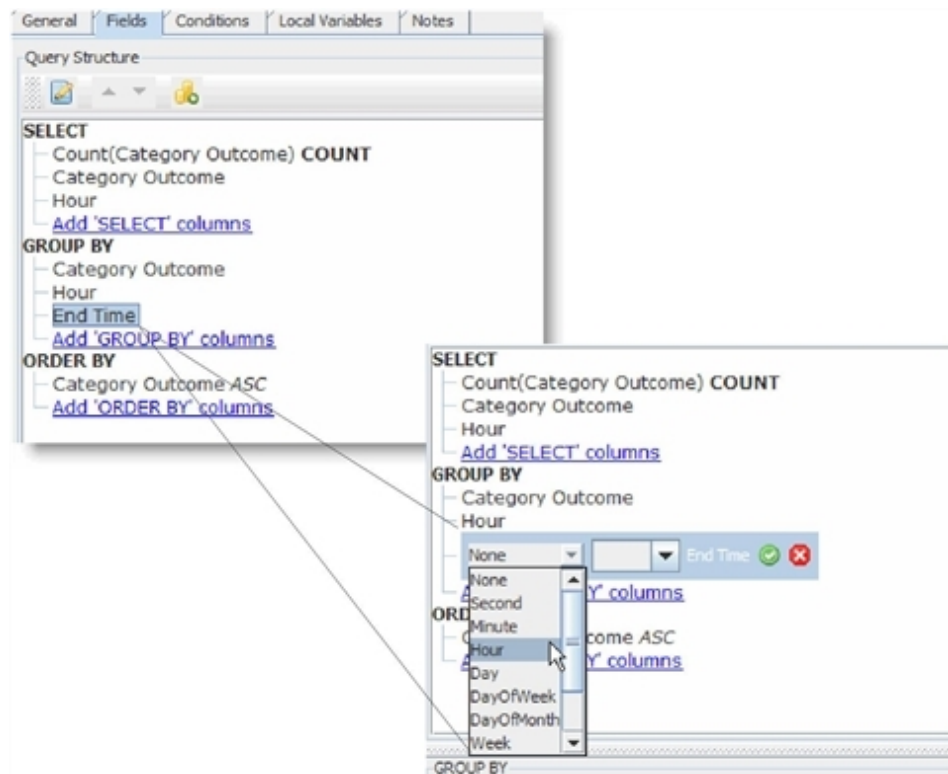 General Fields Conditions Local Variables Notes
Query Structure
SELECT
Count(Category Outcome) COUNT
Category Outcome
Hour
Add 'SELECT' columns
GROUP BY
Category Outcome
Hour
End Time
Add 'GROUP BY' columns
ORDER BY
Category Outcome ASC
Add 'ORDER BY' columns
SELECT
Count(Category Outcome) COUNT
Category Outcome
Hour
Add 'SELECT' columns
GROUP BY
Category Outcome
Hour
None End Time
None
Second
Minute
Hour
Day
DayOfWeek
DayOfMonth
Week
columns
ASC
columns
GROUP BY